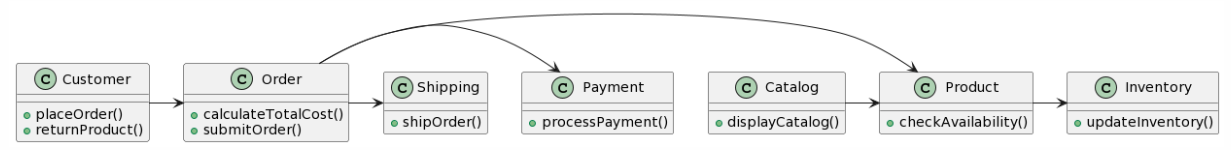 C Customer
placeOrder()
returnProduct()
C Order
calculateTotalCost()
submitOrder()
C Shipping
shipOrder()
C Payment
processPayment()
C Catalog
displayCatalog()
C Product
checkAvailability()
C Inventory
updateInventory()